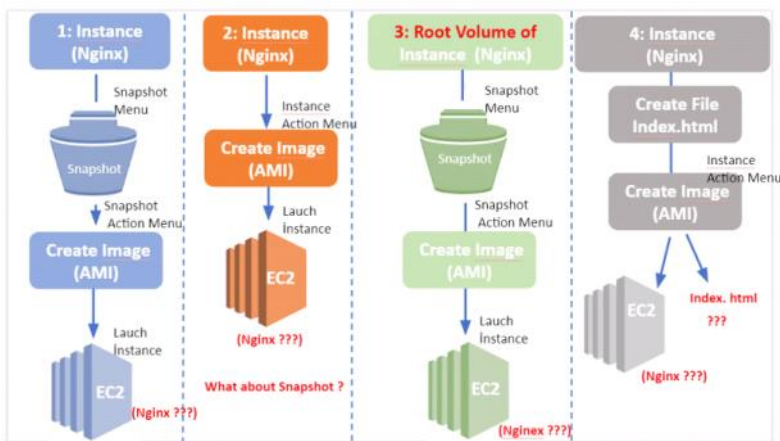 1: Instance
(Nginx)
Snapshot
Menu
Snapshot
Snapshot
Action Menu
Create Image
(AMI)
Lauch
İnstance
EC2
(Nginx ???)
2: Instance
(Nginx)
Instance
Action Menu
Create Image
(AMI)
Lauch
İnstance
EC2
(Nginx ???)
What about Snapshot ?
3: Root Volume of
Instance (Nginx)
Snapshot
Menu
Snapshot
Snapshot
Action Menu
Create Image
(AMI)
Lauch
İnstance
EC2
(Nginex ???)
4: Instance
(Nginx)
Create File
Index.html
Instance
Action Menu
Create Image
(AMI)
EC2
Index. html
???
(Nginx ???)